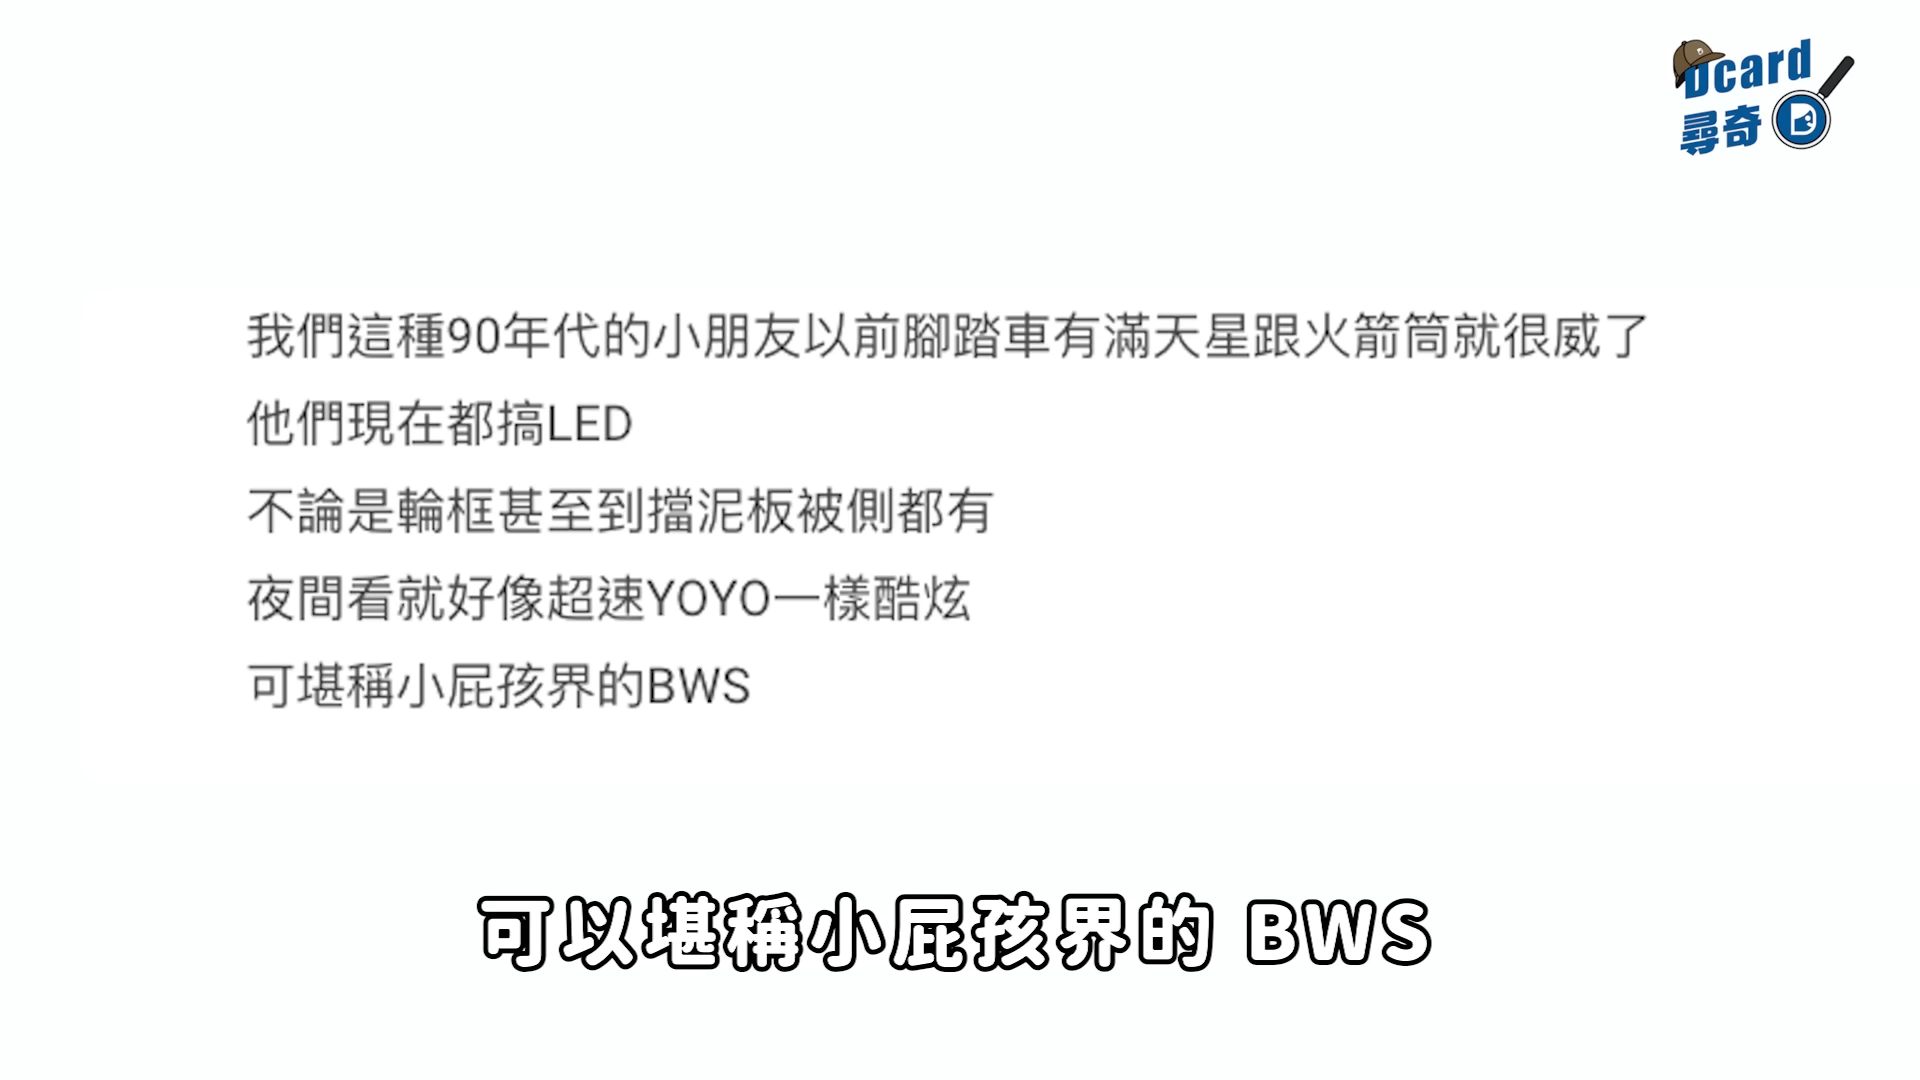 Dcard
尋奇
我們這種90年代的小朋友以前腳踏車有滿天星跟火箭筒就很威了
他們現在都搞LED
不論是輪框甚至到擋泥板被側都有
夜間看就好像超速YOYO一樣酷炫
可堪稱小屁孩界的BWS
可以堪稱小屁孩界的 BWS